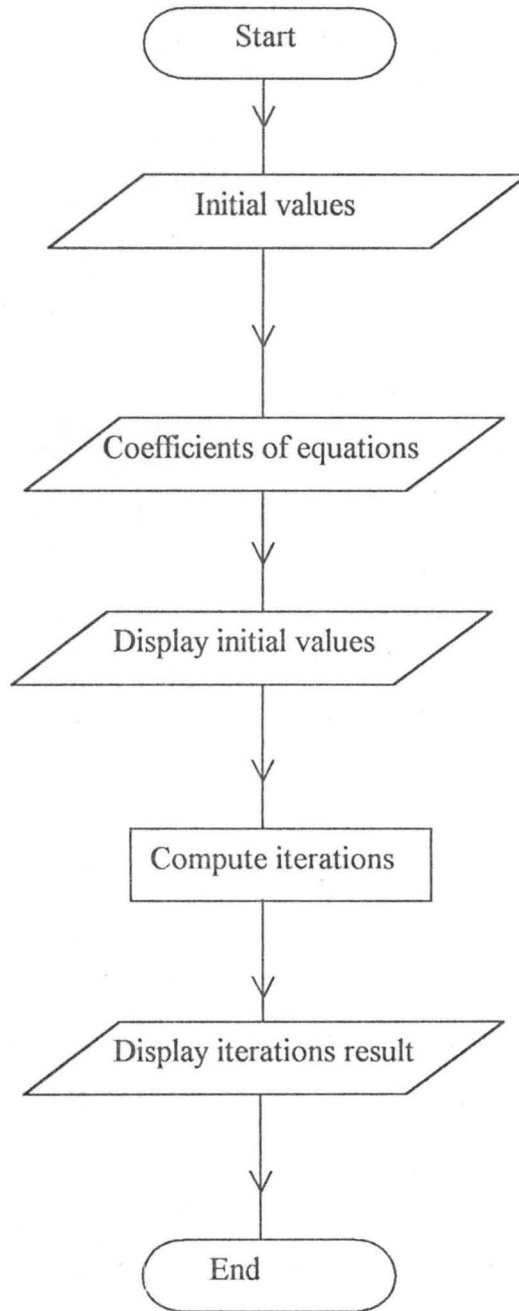 Start
Initial values
Coefficients of equations
Display initial values
Compute iterations
Display iterations result
End